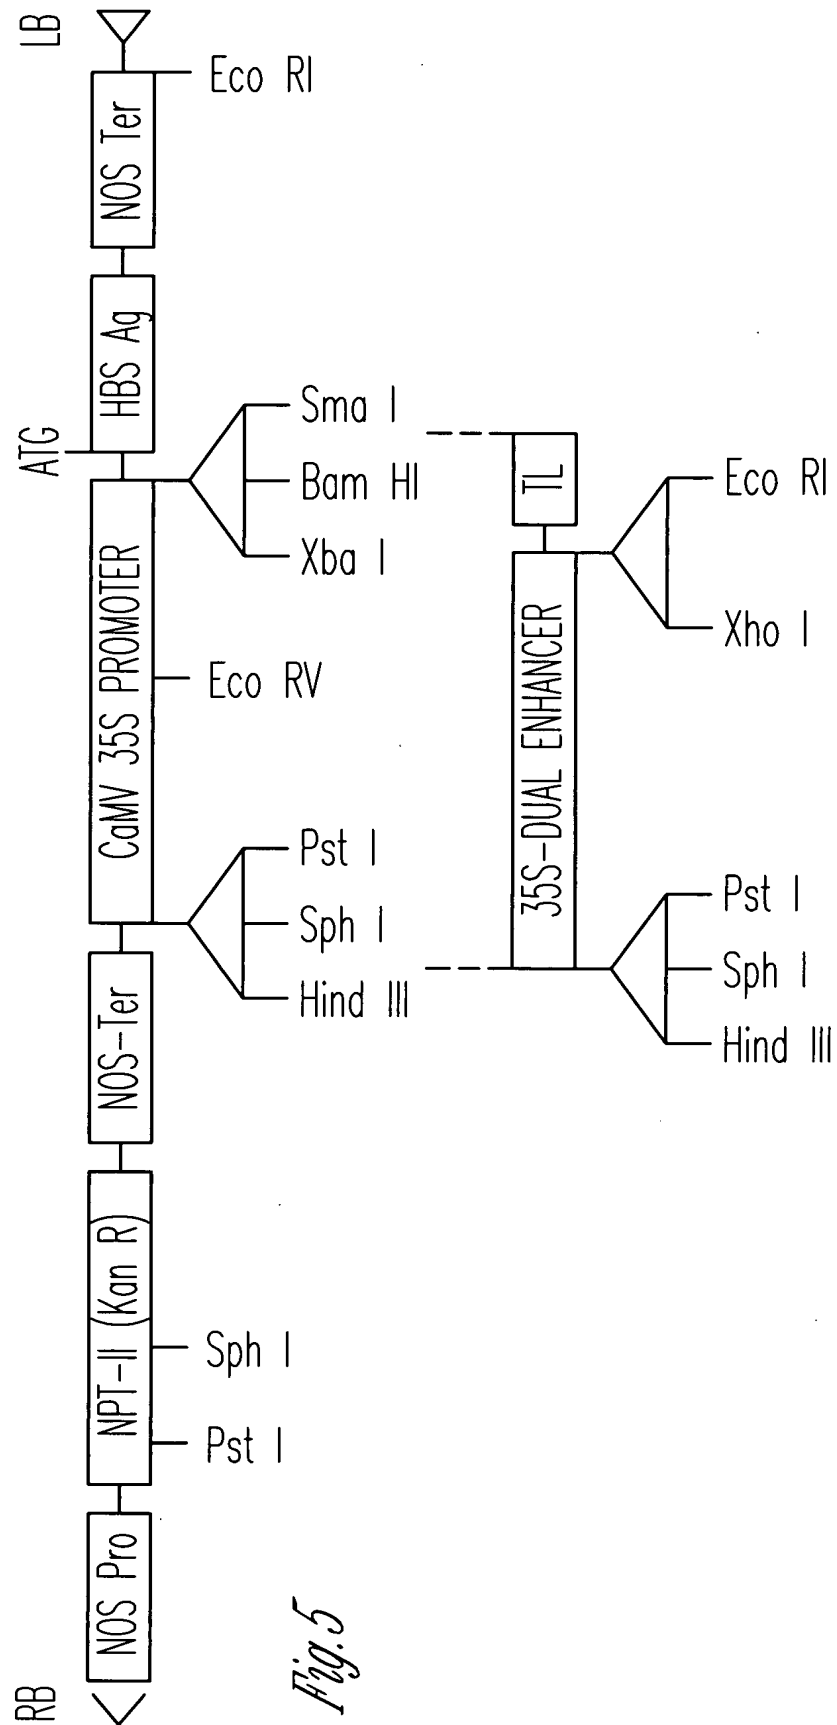 RB
NOS Pro
NPT-II (Kan R)
NOS-Ter
CaMV 35S PROMOTER
ATG
HBS Ag
NOS Ter
LB
Pst I
Sph I
Hind III
Sph I
Pst I
Eco RV
Xba I
Bam HI
Sma I
Eco RI
35S-DUAL ENHANCER
TL
Hind III
Sph I
Pst I
Xho I
Eco RI
Fig.5